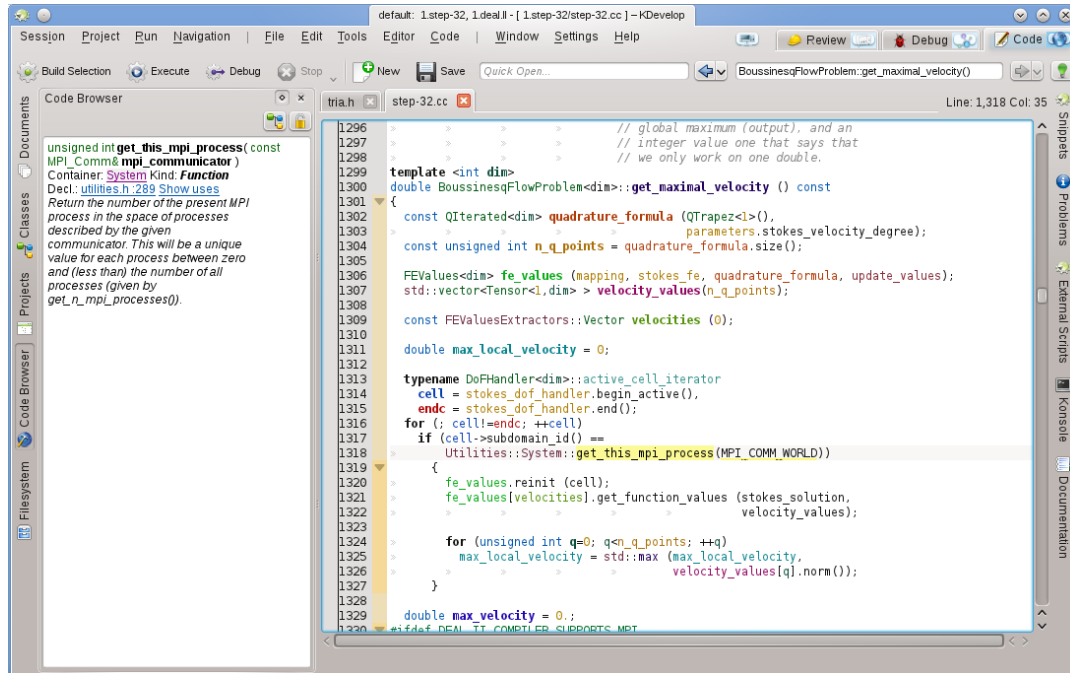 default: 1.step-32, 1.deal.II - [ 1.step-32/step-32.cc ] – KDevelop
Session Project Run Navigation | File Edit Tools Editor Code | Window Settings Help Review Debug Code
Build Selection Execute Debug Stop New Save Quick Open... BoussinesqFlowProblem::get_maximal_velocity()
Documents
Classes
Projects
Code Browser
Filesystem
Code Browser
unsigned int get_this_mpi_process( const
MPI_Comm& mpi_communicator )
Container: System Kind: Function
Decl.: utilities.h :289 Show uses
Return the number of the present MPI
process in the space of processes
described by the given
communicator. This will be a unique
value for each process between zero
and (less than) the number of all
processes (given by
get_n_mpi_processes()).
tria.h step-32.cc Line: 1,318 Col: 35
1296 // global maximum (output), and an
1297 // integer value one that says that
1298 // we only work on one double.
1299 template <int dim>
1300 double BoussinesqFlowProblem<dim>::get_maximal_velocity () const
1301 {
1302 const QIterated<dim> quadrature_formula (QTrapez<1>(),
1303 parameters.stokes_velocity_degree);
1304 const unsigned int n_q_points = quadrature_formula.size();
1305
1306 FEValues<dim> fe_values (mapping, stokes_fe, quadrature_formula, update_values);
1307 std::vector<Tensor<1,dim> > velocity_values(n_q_points);
1308
1309 const FEValuesExtractors::Vector velocities (0);
1310
1311 double max_local_velocity = 0;
1312
1313 typename DoFHandler<dim>::active_cell_iterator
1314 cell = stokes_dof_handler.begin_active(),
1315 endc = stokes_dof_handler.end();
1316 for (; cell!=endc; ++cell)
1317 if (cell->subdomain_id() ==
1318 Utilities::System::get_this_mpi_process(MPI_COMM_WORLD))
1319 {
1320 fe_values.reinit (cell);
1321 fe_values[velocities].get_function_values (stokes_solution,
1322 velocity_values);
1323
1324 for (unsigned int q=0; q<n_q_points; ++q)
1325 max_local_velocity = std::max (max_local_velocity,
1326 velocity_values[q].norm());
1327 }
1328
1329 double max_velocity = 0.;
1330 #ifdef DEAL_II_COMPILER_SUPPORTS_MPI
Snippets
Problems
External Scripts
Konsole
Documentation